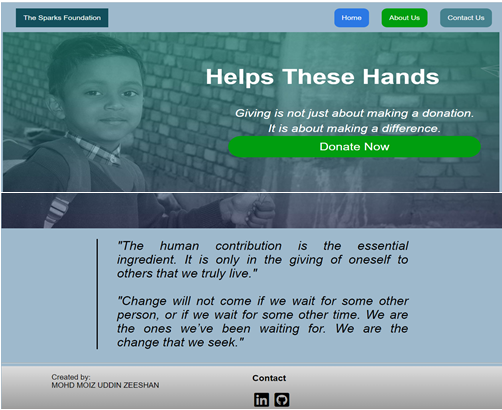 The Sparks Foundation
Home
About Us
Contact Us
Helps These Hands
Giving is not just about making a donation.
It is about making a difference.
Donate Now
"The human contribution is the essential
ingredient. It is only in the giving of oneself to
others that we truly live."
"Change will not come if we wait for some other
person, or if we wait for some other time. We are
the ones we've been waiting for. We are the
change that we seek."
Created by:
MOHD MOIZ UDDIN ZEESHAN
Contact
in